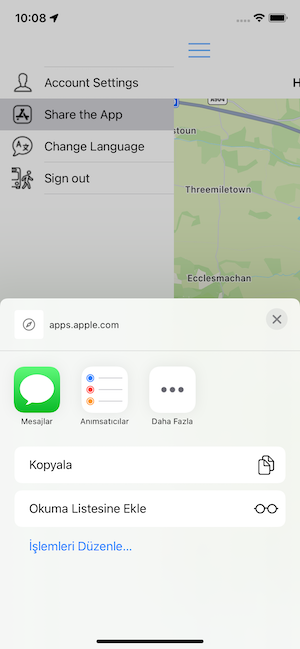 10:08
Account Settings
H
Share the App
Change Language
Sign out
stoun
Threemiletown
Ecclesmachan
apps.apple.com
Mesajlar
Anımsatıcılar
Daha Fazla
Kopyala
Okuma Listesine Ekle
İşlemleri Düzenle...